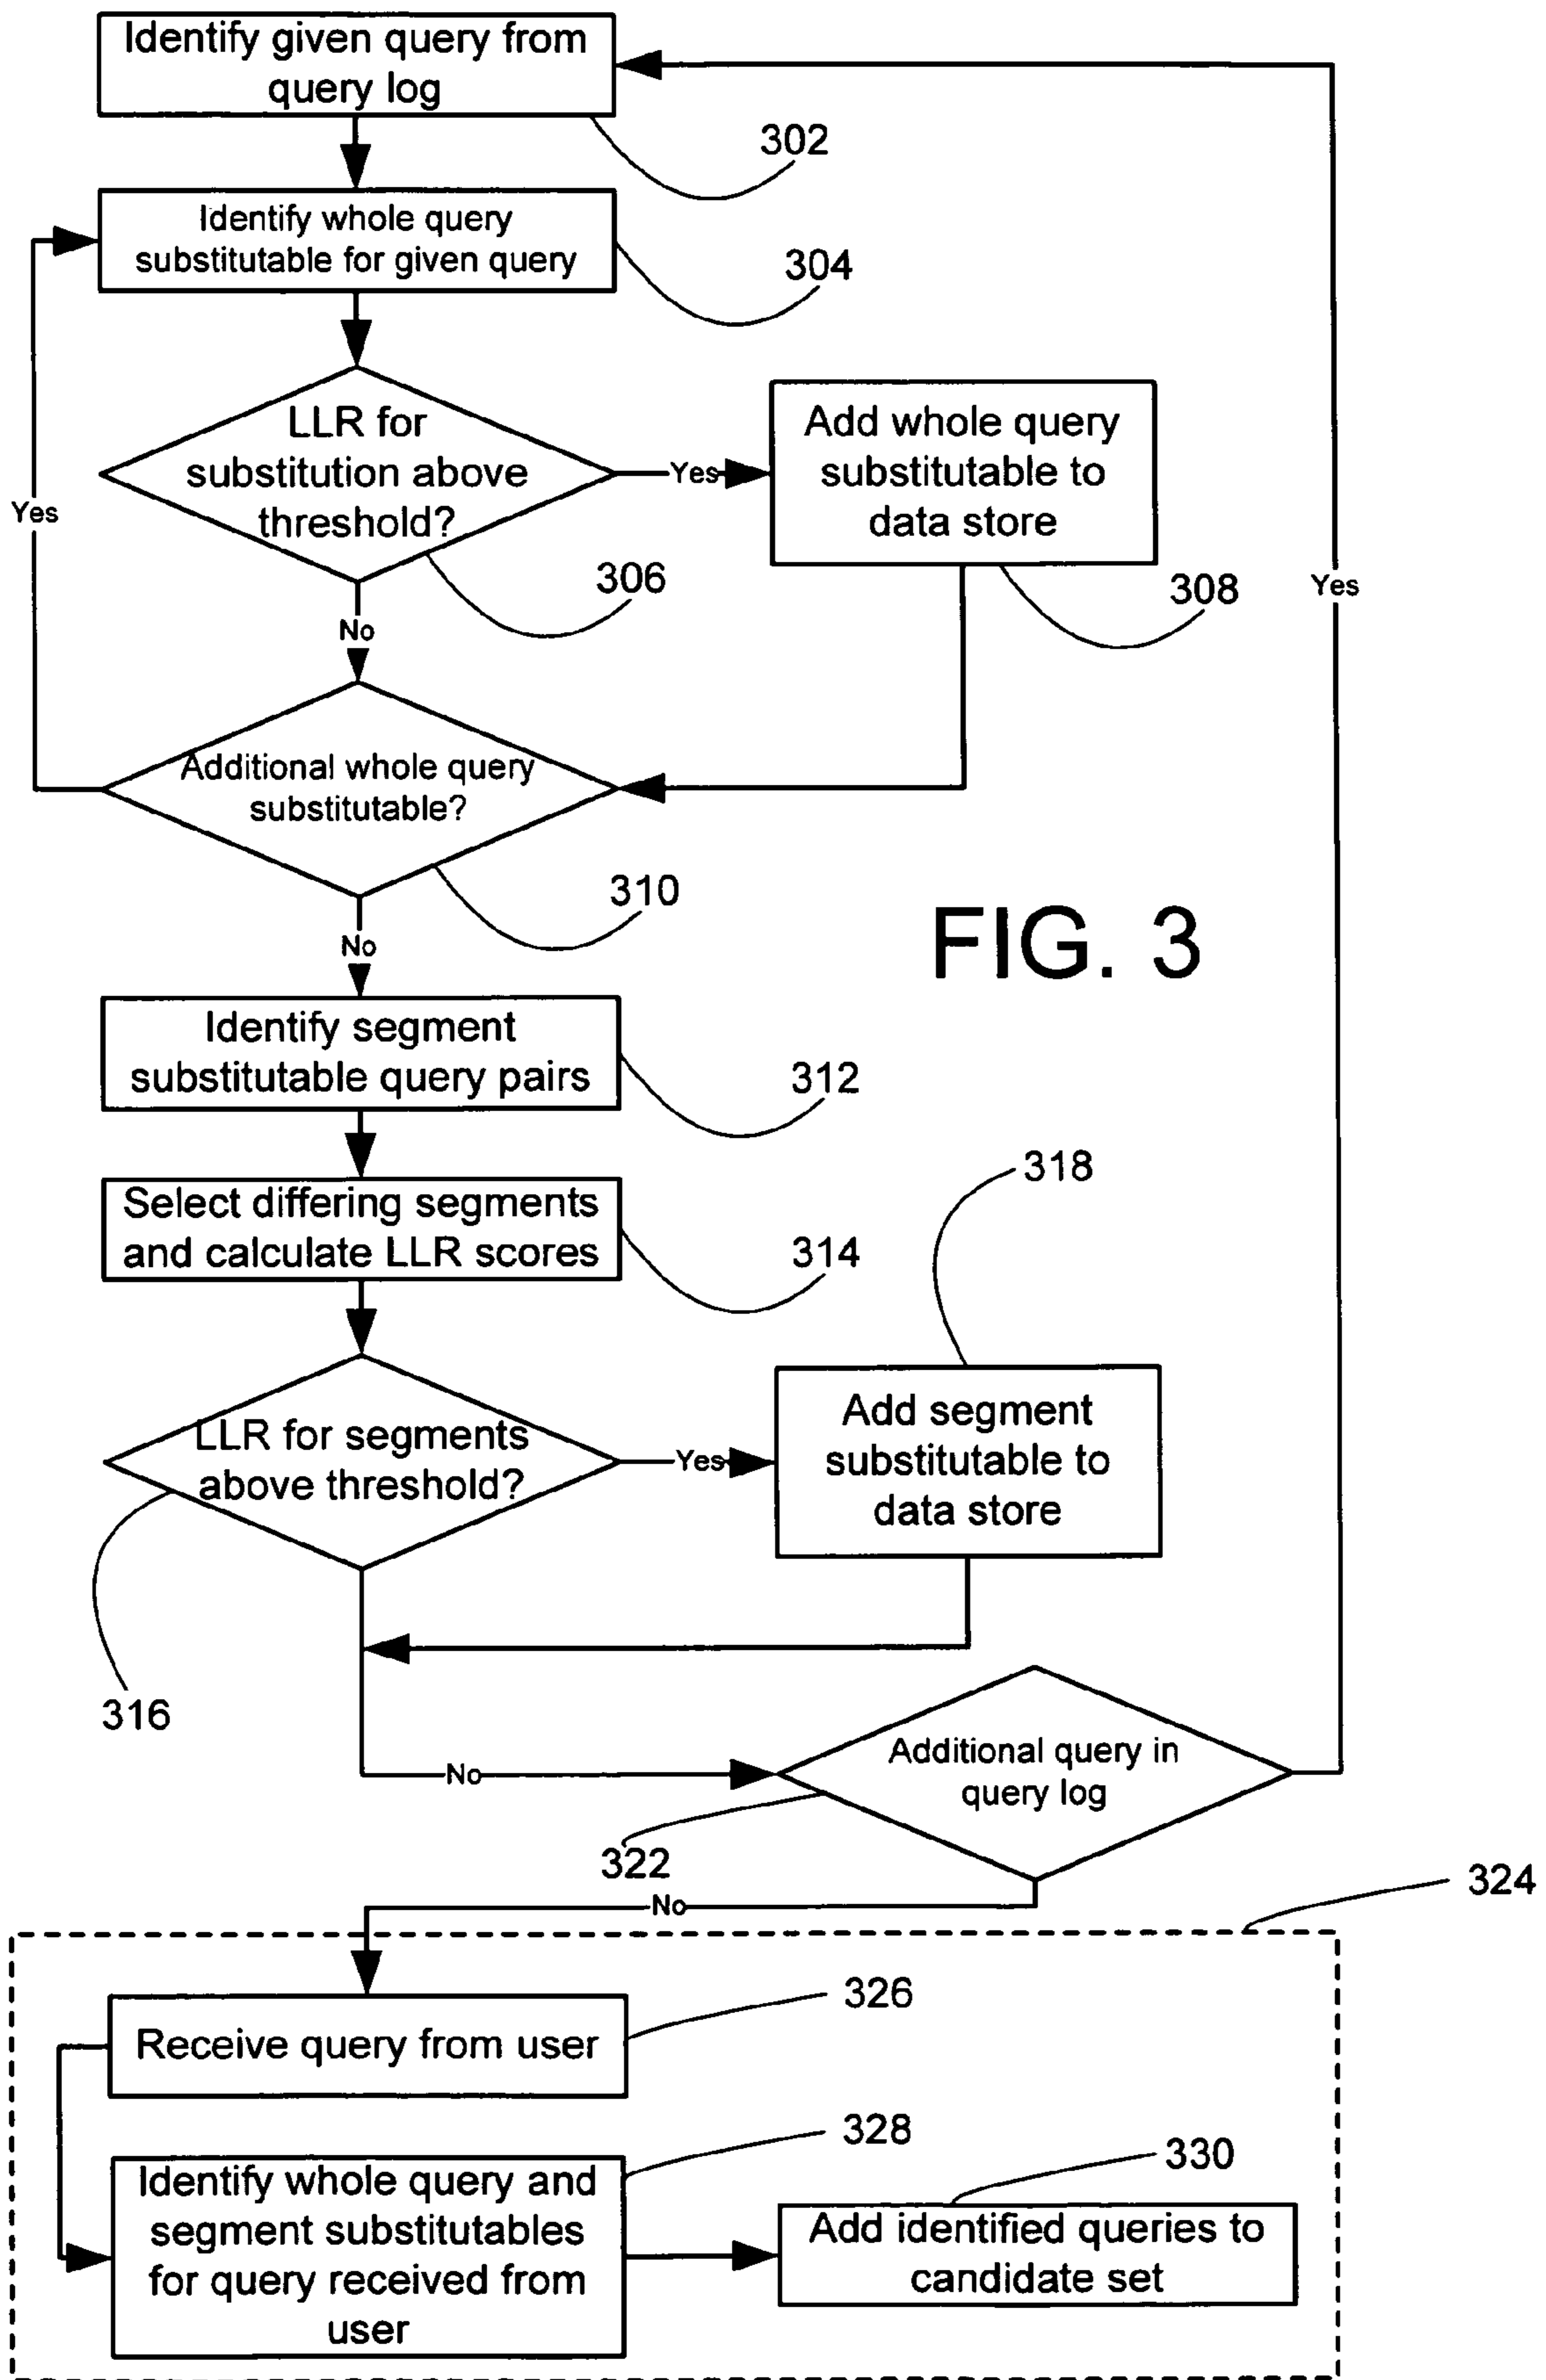 Identify given query from
query log
302
Identify whole query
substitutable for given query
304
LLR for
substitution above
threshold?
Yes
Add whole query
substitutable to
data store
Yes
306
308
Yes
No
Additional whole query
substitutable?
310
No
FIG. 3
Identify segment
substitutable query pairs
312
318
Select differing segments
and calculate LLR scores
314
LLR for segments
above threshold?
Yes
Add segment
substitutable to
data store
316
No
Additional query in
query log
322
324
No
326
Receive query from user
328
330
Identify whole query and
segment substitutables
for query received from
user
Add identified queries to
candidate set